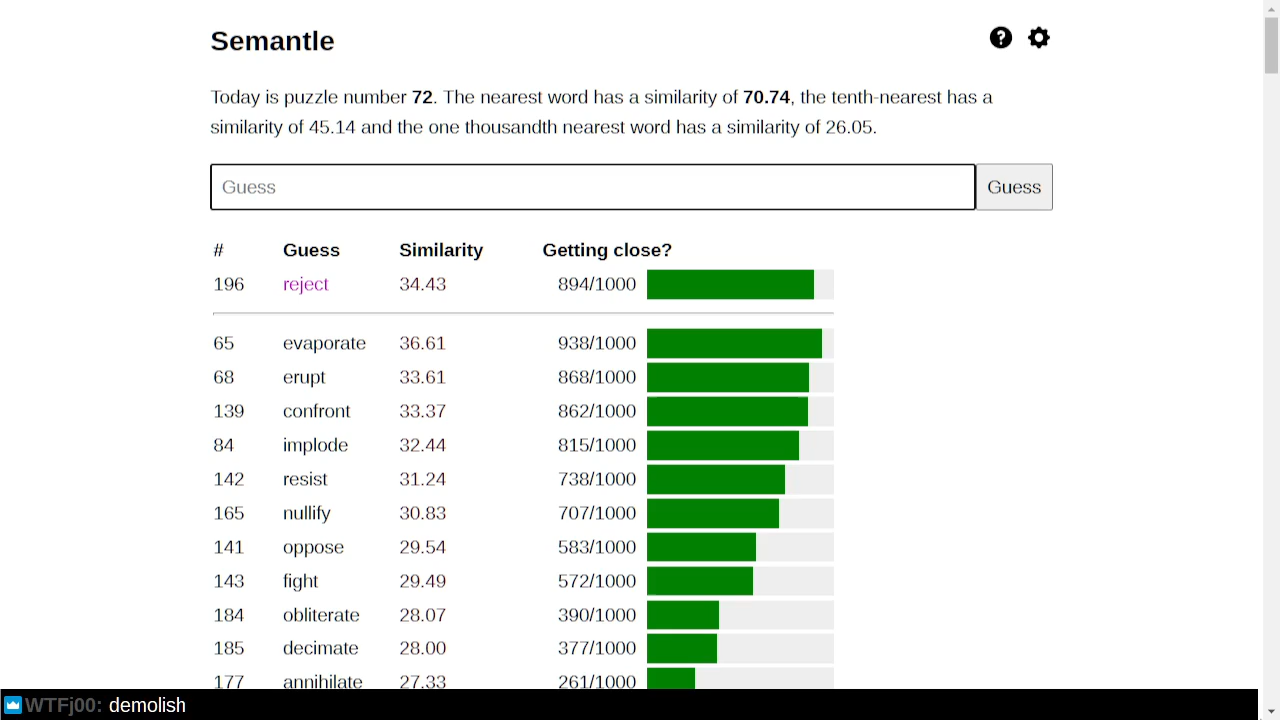 Semantle
Today is puzzle number 72. The nearest word has a similarity of 70.74, the tenth-nearest has a
similarity of 45.14 and the one thousandth nearest word has a similarity of 26.05.
Guess Guess
# Guess Similarity Getting close?
196 reject 34.43 894/1000
65 evaporate 36.61 938/1000
68 erupt 33.61 868/1000
139 confront 33.37 862/1000
84 implode 32.44 815/1000
142 resist 31.24 738/1000
165 nullify 30.83 707/1000
141 oppose 29.54 583/1000
143 fight 29.49 572/1000
184 obliterate 28.07 390/1000
185 decimate 28.00 377/1000
177 annihilate 27.33 261/1000
WTFj00: demolish